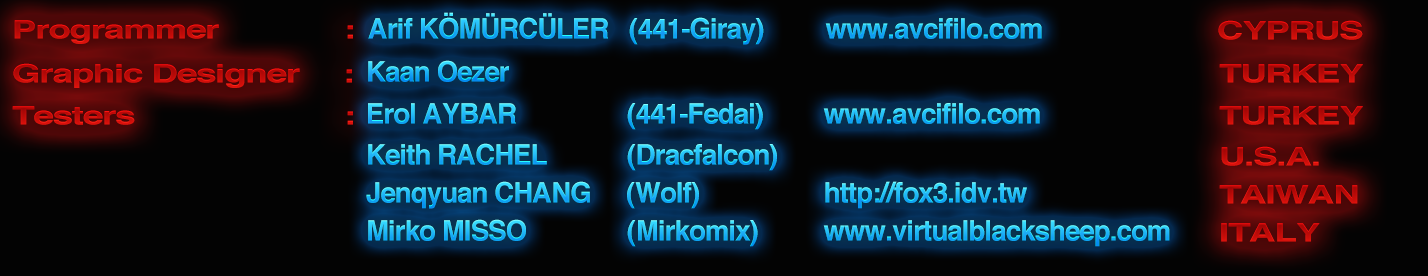 Programmer : Arif KÖMÜRCÜLER (441-Giray) www.avcifilo.com CYPRUS
Graphic Designer : Kaan Oezer TURKEY
Testers : Erol AYBAR (441-Fedai) www.avcifilo.com TURKEY
Keith RACHEL (Dracfalcon) U.S.A.
Jenqyuan CHANG (Wolf) http://fox3.idv.tw TAIWAN
Mirko MISSO (Mirkomix) www.virtualblacksheep.com ITALY